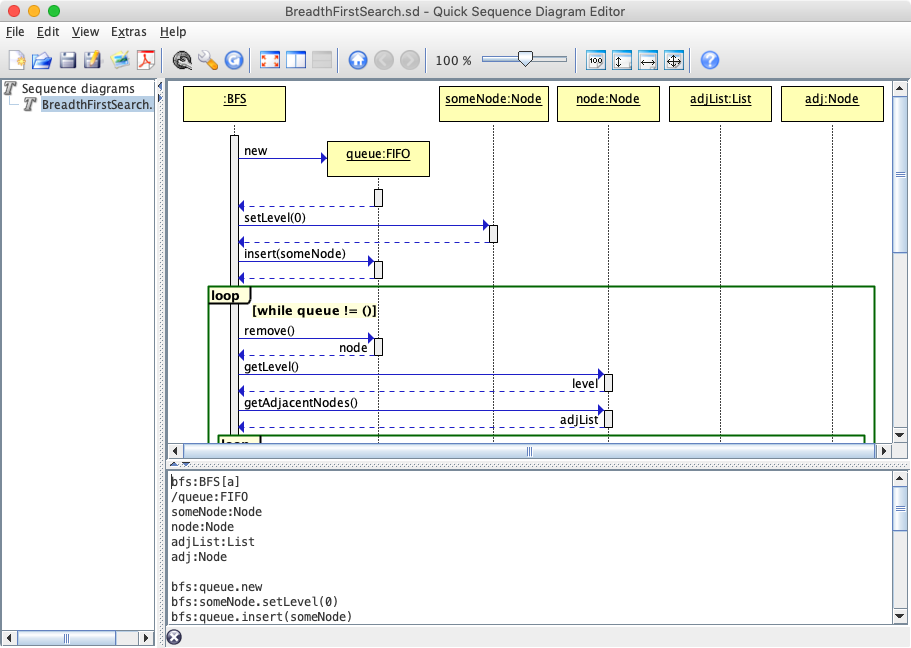 BreadthFirstSearch.sd - Quick Sequence Diagram Editor
File Edit View Extras Help
100 %
100
Sequence diagrams
BreadthFirstSearch.
:BFS
someNode:Node
node:Node
adjList:List
adj:Node
new
queue:FIFO
setLevel(0)
insert(someNode)
loop
[while queue != ()]
remove()
node
getLevel()
level
getAdjacentNodes()
adjList
loop
bfs:BFS[a]
/queue:FIFO
someNode:Node
node:Node
adjList:List
adj:Node
bfs:queue.new
bfs:someNode.setLevel(0)
bfs:queue.insert(someNode)